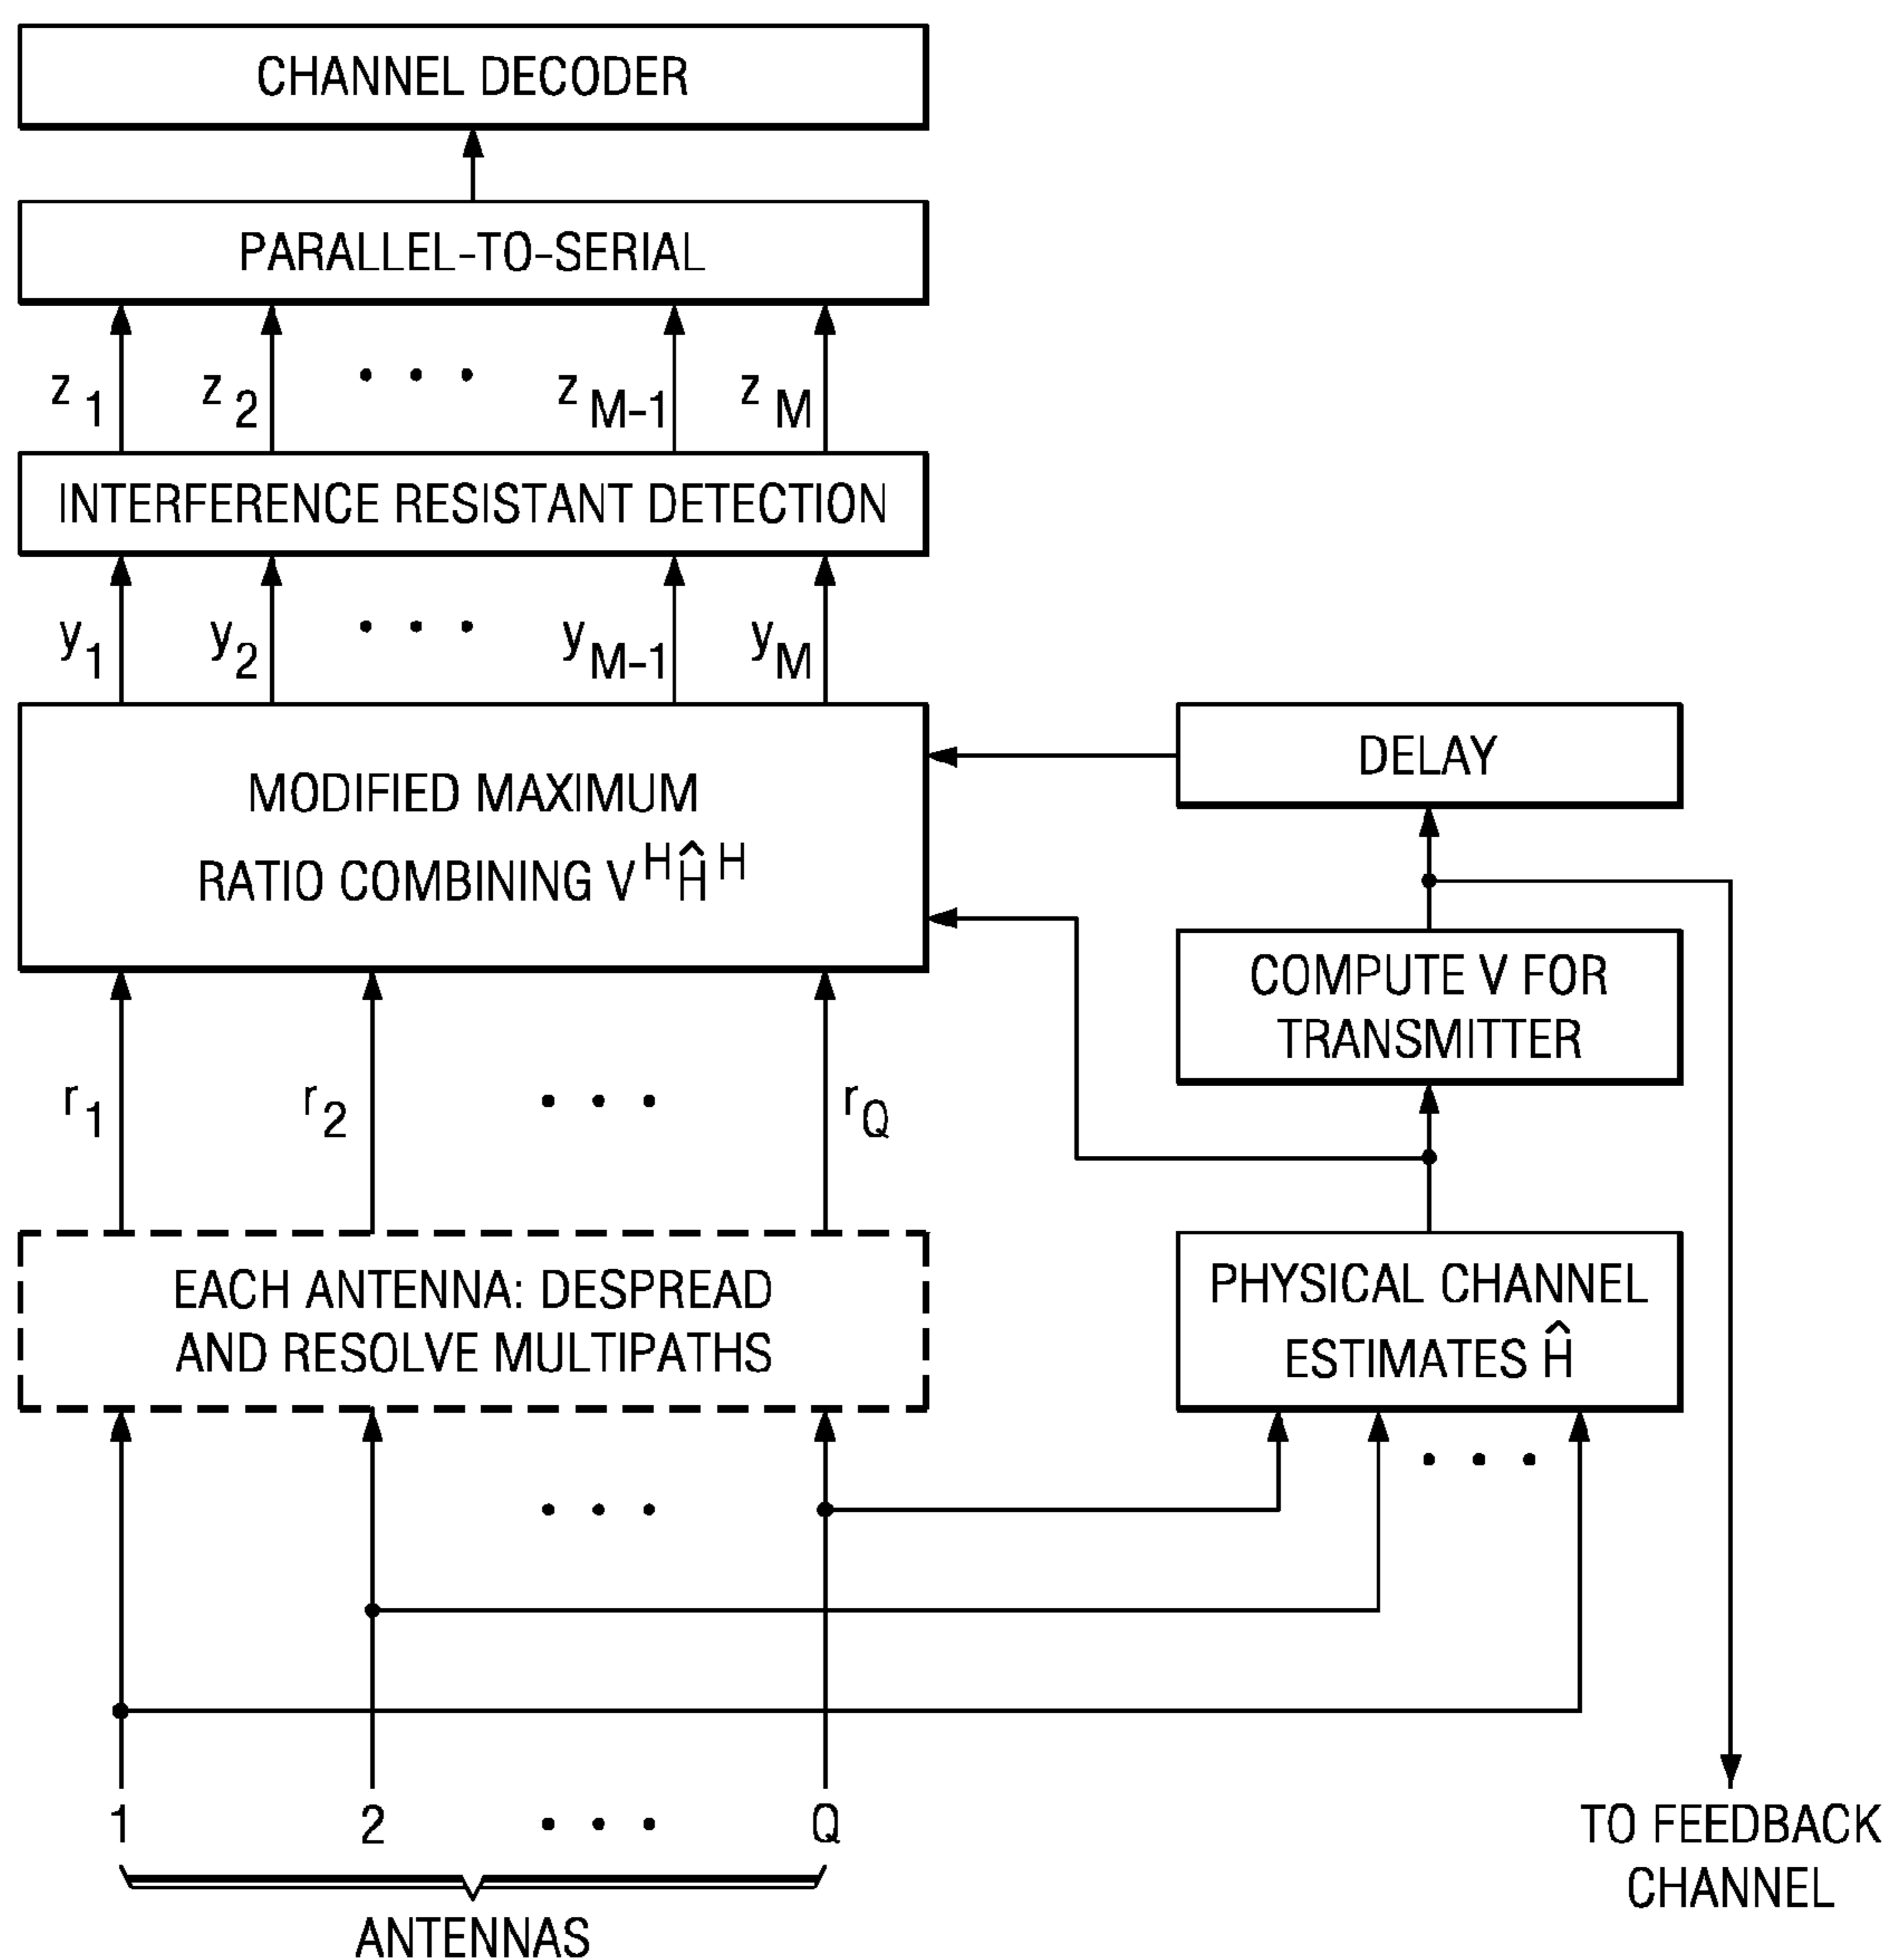 CHANNEL DECODER
PARALLEL-TO-SERIAL
z1 z2 . . . zM-1 zM
INTERFERENCE RESISTANT DETECTION
y1 y2 . . . yM-1 yM
MODIFIED MAXIMUM
RATIO COMBINING V^H Ĥ^H
DELAY
COMPUTE V FOR
TRANSMITTER
r1 r2 . . . rQ
EACH ANTENNA: DESPREAD
AND RESOLVE MULTIPATHS
PHYSICAL CHANNEL
ESTIMATES Ĥ
. . .
. . .
1 2 . . . Q
ANTENNAS
TO FEEDBACK
CHANNEL